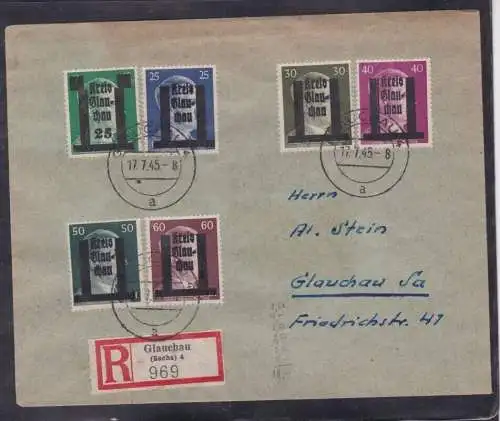 Kreis
Glau-
chau
25
25 25
Kreis
Glau-
chau
30 30
Kreis
Glau-
chau
40 40
Kreis
Glau-
chau
17.7.45.-8
a
17.7.45.-8
a
50 50
Kreis
Glau-
chau
60 60
Kreis
Glau-
chau
a
Herrn
Al. Stein
Glauchau Sa
Friedrichstr. 47
R
Glauchau
(Sachs) 4
969